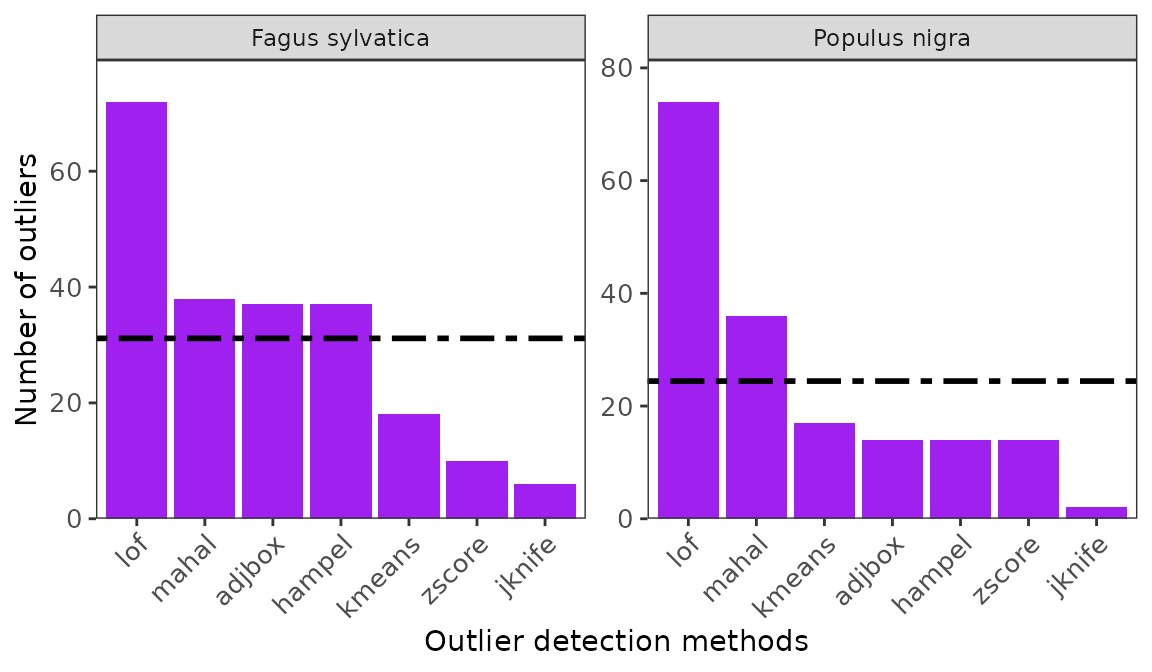 Fagus sylvatica
Populus nigra
Number of outliers
0
20
40
60
0
20
40
60
80
lof
mahal
adjbox
hampel
kmeans
zscore
jknife
lof
mahal
kmeans
adjbox
hampel
zscore
jknife
Outlier detection methods